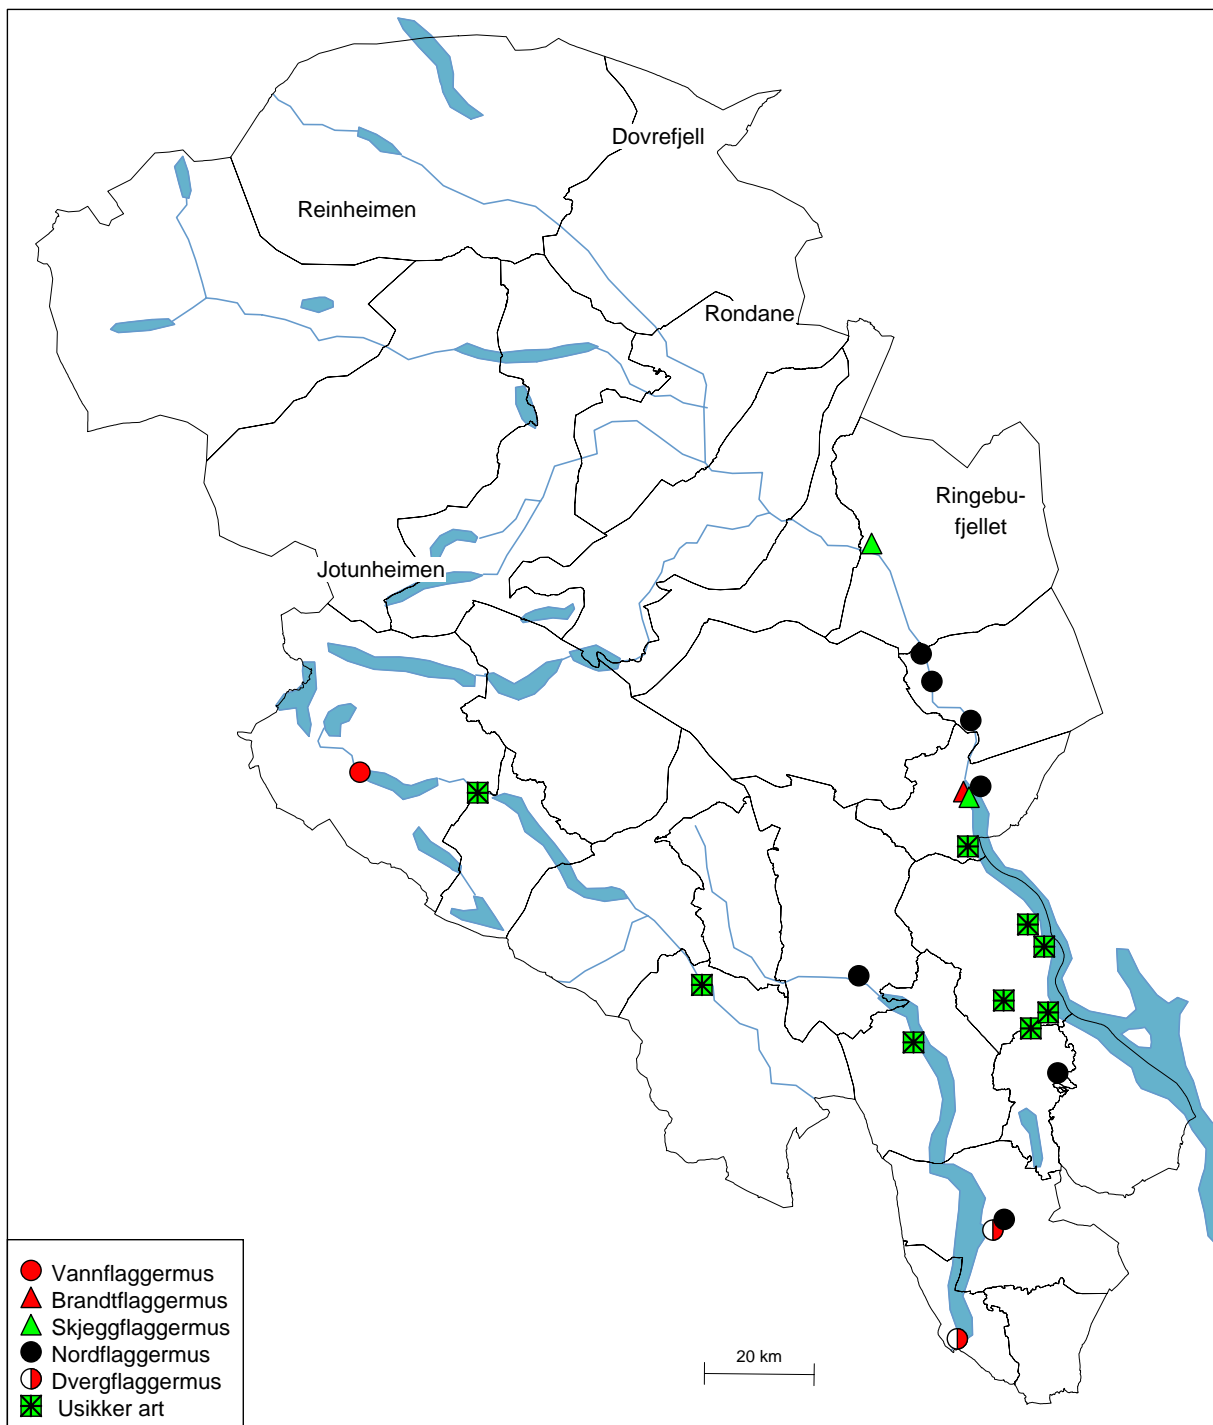 Dovrefjell
Reinheimen
Rondane
Ringebu-
fjellet
Jotunheimen
Vannflaggermus
Brandtflaggermus
Skjeggflaggermus
Nordflaggermus
Dvergflaggermus
Usikker art
20 km